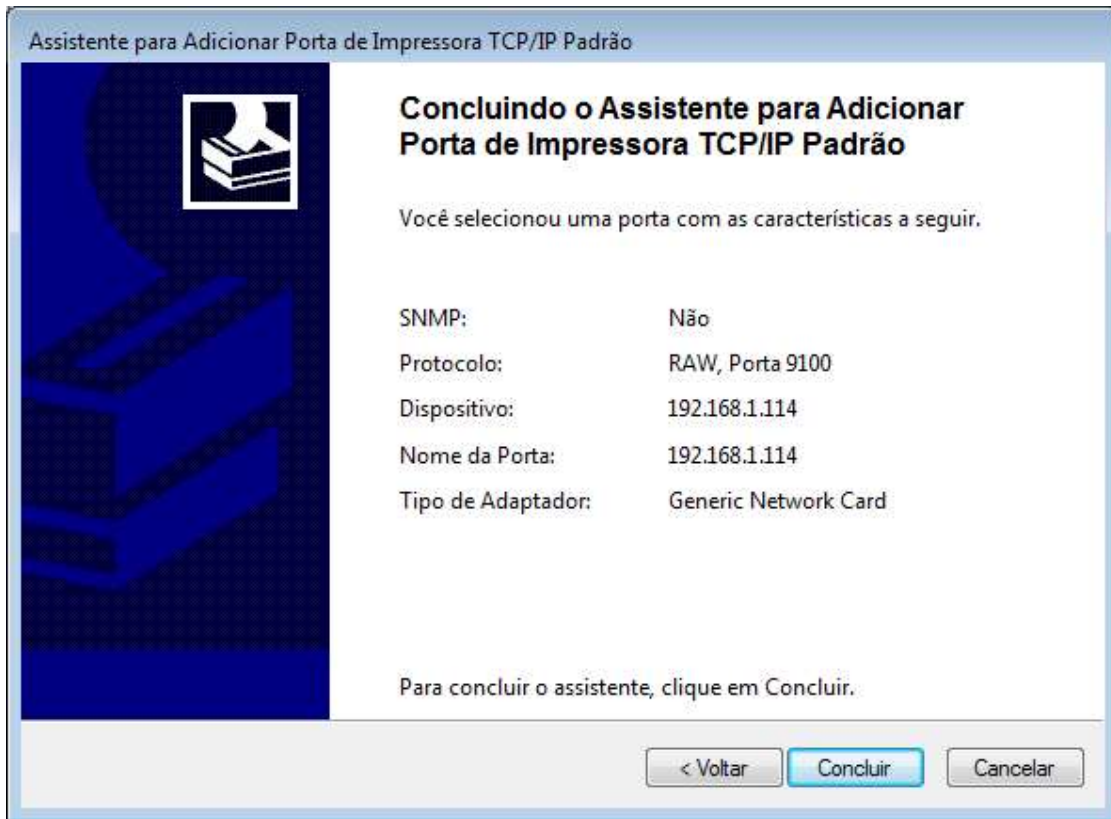 Assistente para Adicionar Porta de Impressora TCP/IP Padrão
Concluindo o Assistente para Adicionar
Porta de Impressora TCP/IP Padrão
Você selecionou uma porta com as características a seguir.
SNMP: Não
Protocolo: RAW, Porta 9100
Dispositivo: 192.168.1.114
Nome da Porta: 192.168.1.114
Tipo de Adaptador: Generic Network Card
Para concluir o assistente, clique em Concluir.
< Voltar Concluir Cancelar